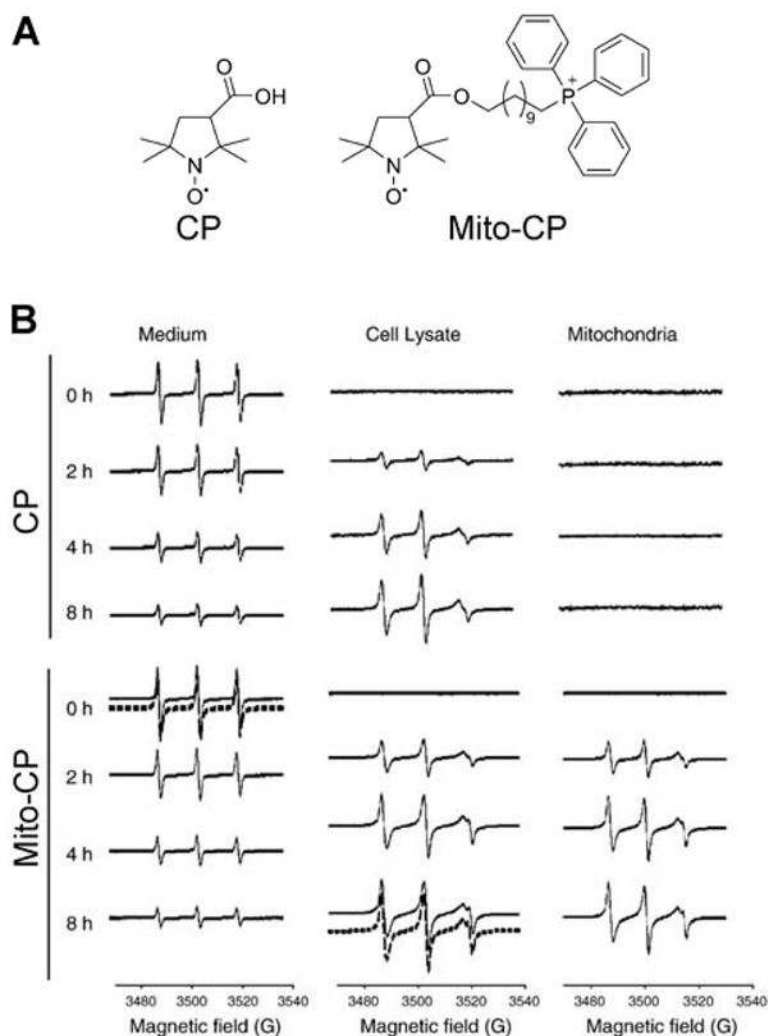 A
O
OH
N
O•
CP
O
O
9
P
+
N
O•
Mito-CP
B
Medium Cell Lysate Mitochondria
CP
0 h
2 h
4 h
8 h
Mito-CP
0 h
2 h
4 h
8 h
3480 3500 3520 3540 3480 3500 3520 3540 3480 3500 3520 3540
Magnetic field (G) Magnetic field (G) Magnetic field (G)